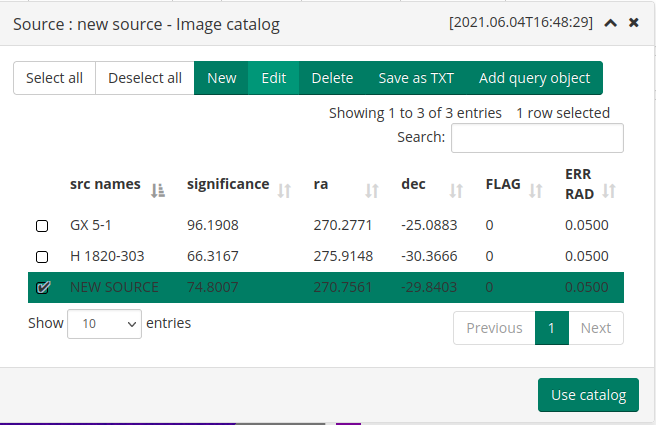 Source : new source - Image catalog [2021.06.04T16:48:29]
Select all Deselect all New Edit Delete Save as TXT Add query object
Showing 1 to 3 of 3 entries 1 row selected
Search:
src names significance ra dec FLAG ERR RAD
GX 5-1 96.1908 270.2771 -25.0883 0 0.0500
H 1820-303 66.3167 275.9148 -30.3666 0 0.0500
NEW SOURCE 74.8007 270.7561 -29.8403 0 0.0500
Show 10 entries Previous 1 Next
Use catalog